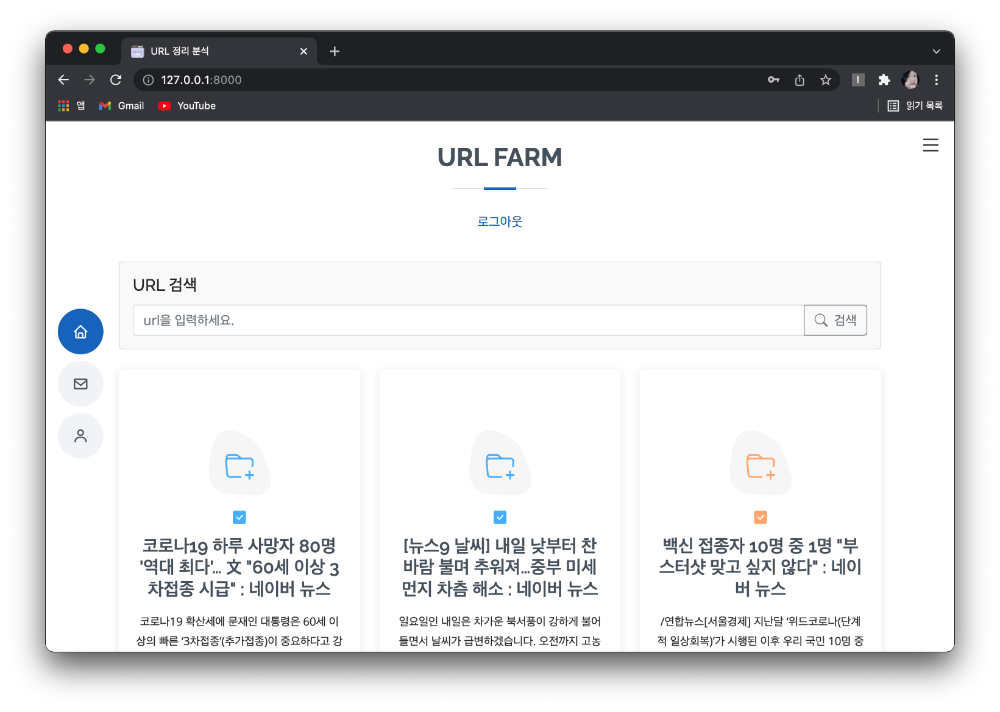 URL 정리 분석
127.0.0.1:8000
앱
Gmail
YouTube
읽기 목록
URL FARM
로그아웃
URL 검색
url을 입력하세요.
검색
코로나19 하루 사망자 80명
'역대 최다'... 文 "60세 이상 3
차접종 시급" : 네이버 뉴스
코로나19 확산세에 문재인 대통령은 60세 이
상의 빠른 ‘3차접종’(추가접종)이 중요하다고 강
[뉴스9 날씨] 내일 낮부터 찬
바람 불며 추워져…중부 미세
먼지 차츰 해소 : 네이버 뉴스
일요일인 내일은 차가운 북서풍이 강하게 불어
들면서 날씨가 급변하겠습니다. 오전까지 고농
백신 접종자 10명 중 1명 "부
스터샷 맞고 싶지 않다" : 네이
버 뉴스
/연합뉴스[서울경제] 지난달 ‘위드코로나(단계
적 일상회복)’가 시행된 이후 우리 국민 10명 중